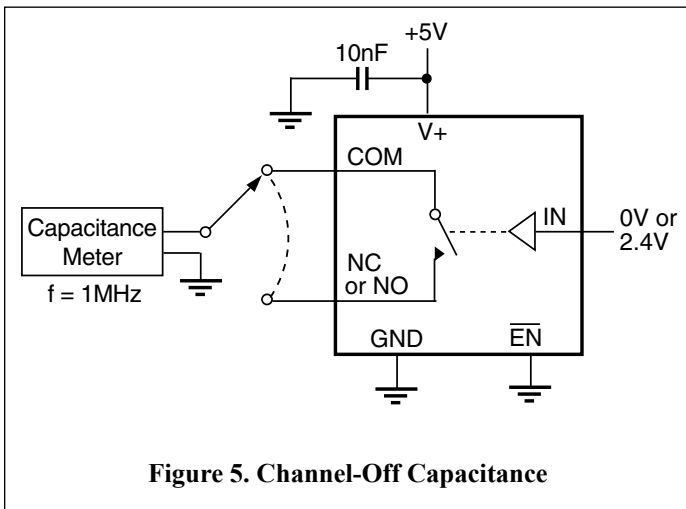 +5V
10nF
V+
COM
IN
0V or
2.4V
Capacitance
Meter
f = 1MHz
NC
or NO
GND
E̅N̅
Figure 5. Channel-Off Capacitance